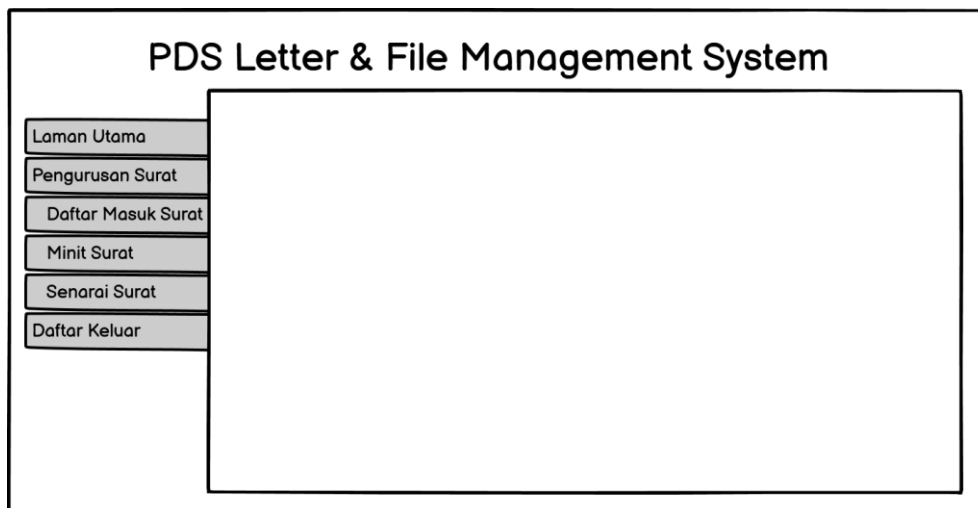 PDS Letter & File Management System
Laman Utama
Pengurusan Surat
Daftar Masuk Surat
Minit Surat
Senarai Surat
Daftar Keluar